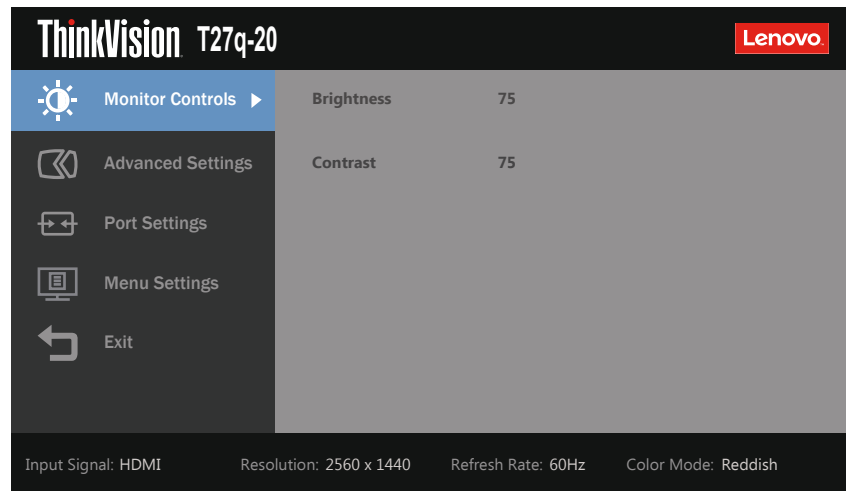 ThinkVision T27q-20
Lenovo.
Monitor Controls
Brightness 75
Advanced Settings
Contrast 75
Port Settings
Menu Settings
Exit
Input Signal: HDMI Resolution: 2560 x 1440 Refresh Rate: 60Hz Color Mode: Reddish